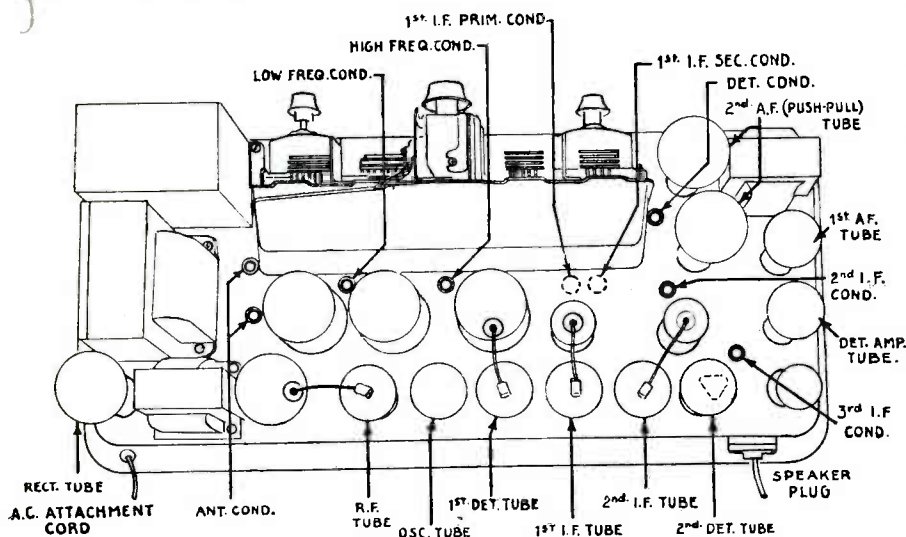 1st. I.F. PRIM. COND.
HIGH FREQ. COND.
1st. I.F. SEC. COND.
LOW FREQ. COND.
DET. COND.
2nd. A.F. (PUSH-PULL)
TUBE
1st A.F.
TUBE
2nd I.F.
COND.
DET. AMP.
TUBE.
3rd I.F
COND.
RECT. TUBE
A.C. ATTACHMENT
CORD
ANT. COND.
R.F.
TUBE
OSC. TUBE
1st DET. TUBE
1st I.F. TUBE
2nd. I.F. TUBE
2nd. DET. TUBE
SPEAKER
PLUG